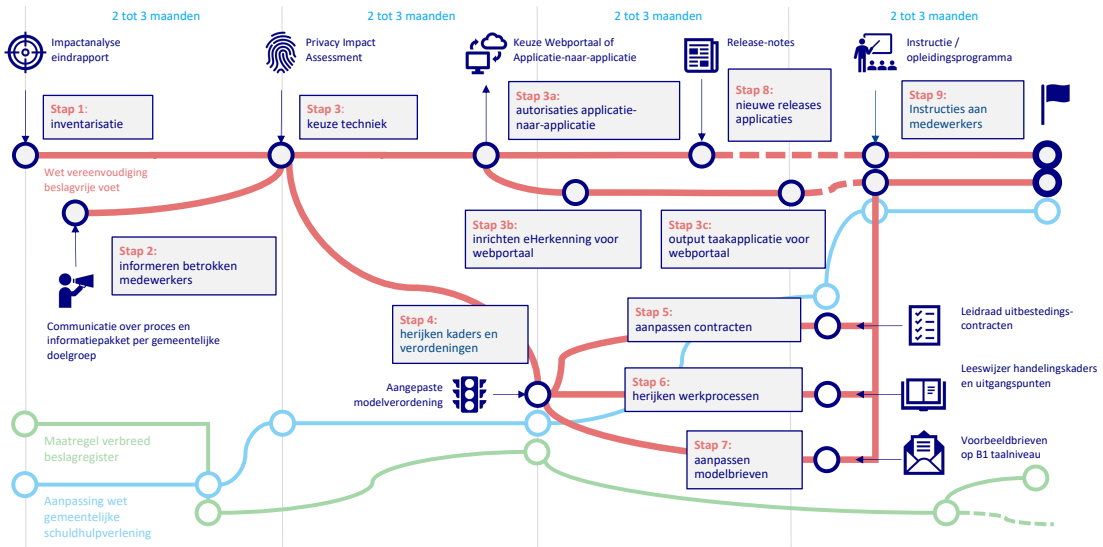 2 tot 3 maanden
2 tot 3 maanden
2 tot 3 maanden
2 tot 3 maanden
Impactanalyse
eindrapport
Privacy Impact
Assessment
Keuze Webportaal of
Applicatie-naar-applicatie
Release-notes
Instructie /
opleidingsprogramma
Stap 1:
inventarisatie
Stap 3:
keuze techniek
Stap 3a:
autorisaties applicatie-
naar-applicatie
Stap 8:
nieuwe releases
applicaties
Stap 9:
Instructies aan
medewerkers
Wet vereenvoudiging
beslagvrije voet
Stap 2:
informeren betrokken
medewerkers
Stap 3b:
inrichten eHerkenning voor
webportaal
Stap 3c:
output taakapplicatie voor
webportaal
Communicatie over proces en
informatiepakket per gemeentelijke
doelgroep
Stap 4:
herijken kaders en
verordeningen
Stap 5:
aanpassen contracten
Leidraad uitbestedings-
contracten
Aangepaste
modelverordening
Stap 6:
herijken werkprocessen
Leeswijzer handelingskaders
en uitgangspunten
Stap 7:
aanpassen
modelbrieven
Voorbeeldbrieven
op B1 taalniveau
Maatregel verbreed
beslagregister
Aanpassing wet
gemeentelijke
schuldhulpverlening